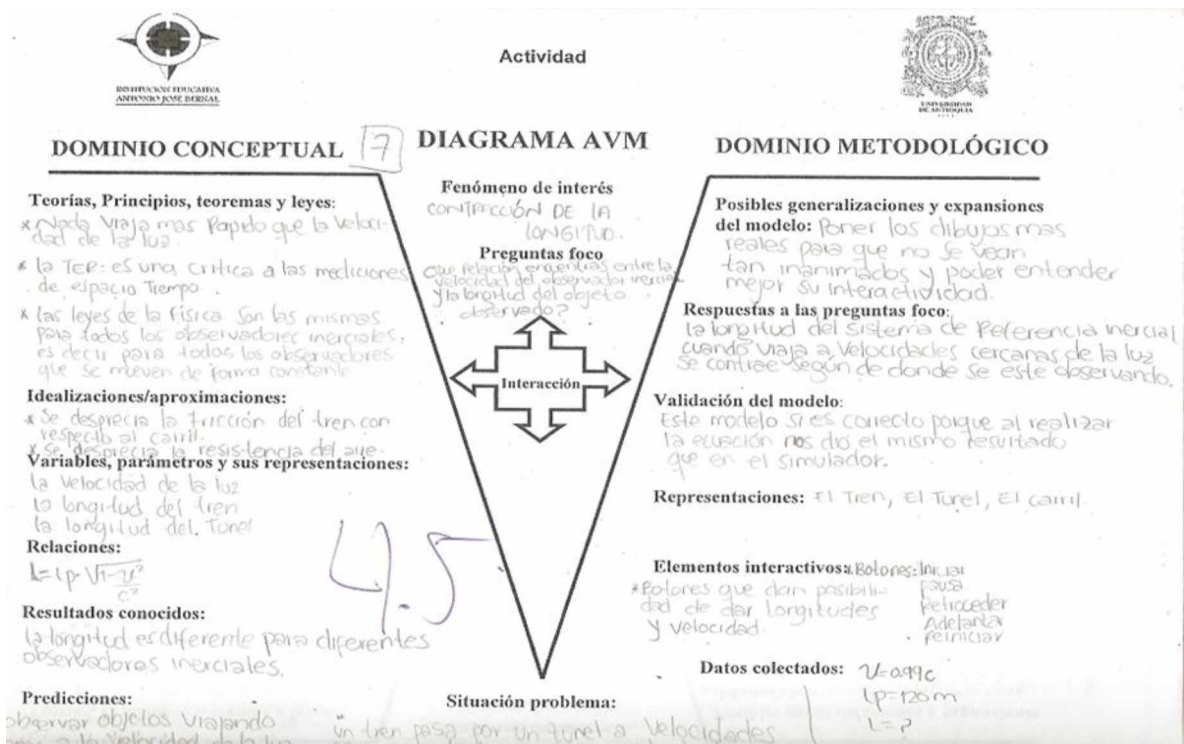 Actividad
INSTITUCIÓN EDUCATIVA
ANTONIO JOSE BERNAL
UNIVERSIDAD
DE ANTIOQUIA
DOMINIO CONCEPTUAL
7
DIAGRAMA AVM
DOMINIO METODOLÓGICO
Teorías, Principios, teoremas y leyes:
* Nada viaja mas Rapido que la veloci-
dad de la luz.
* la TER: es una critica a las mediciones
de espacio Tiempo.
* las leyes de la física son las mismas
para todos los observadores inerciales,
es decir para todos los observadores
que se mueven de forma constante
Idealizaciones/aproximaciones:
* Se desprecia la fricción del tren con
respecto al carril.
* se desprecia la resistencia del aire.
Variables, parámetros y sus representaciones:
la velocidad de la luz
la longitud del tren
la longitud del Tunel
Relaciones:
L=Lp·√1-v²
c²
4.5
Resultados conocidos:
la longitud es diferente para diferentes
observadores inerciales.
Predicciones:
observar objetos viajando
a la velocidad de la luz
Fenómeno de interés
CONTRACCIÓN DE LA
LONGITUD.
Preguntas foco
que relación encuentras entre la
velocidad del observador inercial
y la longitud del objeto
observado?
Interacción
Situación problema:
un tren pasa por un tunel a velocidades
Posibles generalizaciones y expansiones
del modelo: Poner los dibujos mas
reales para que no se vean
tan inanimados y poder entender
mejor su interactividad.
Respuestas a las preguntas foco:
la longitud del sistema de Referencia inercial
cuando viaja a velocidades cercanas de la luz
se contrae según de donde se este observando.
Validación del modelo:
Este modelo si es correcto porque al realizar
la ecuación nos dio el mismo resultado
que en el simulador.
Representaciones: El Tren, El Tunel, El carril.
Elementos interactivos: * Botones: Iniciar
pausa
Retroceder
Adelantar
Reiniciar
* Botones que dan posibili-
dad de dar longitudes
y velocidad.
Datos colectados: v=0.99c
Lp=120m
L=?